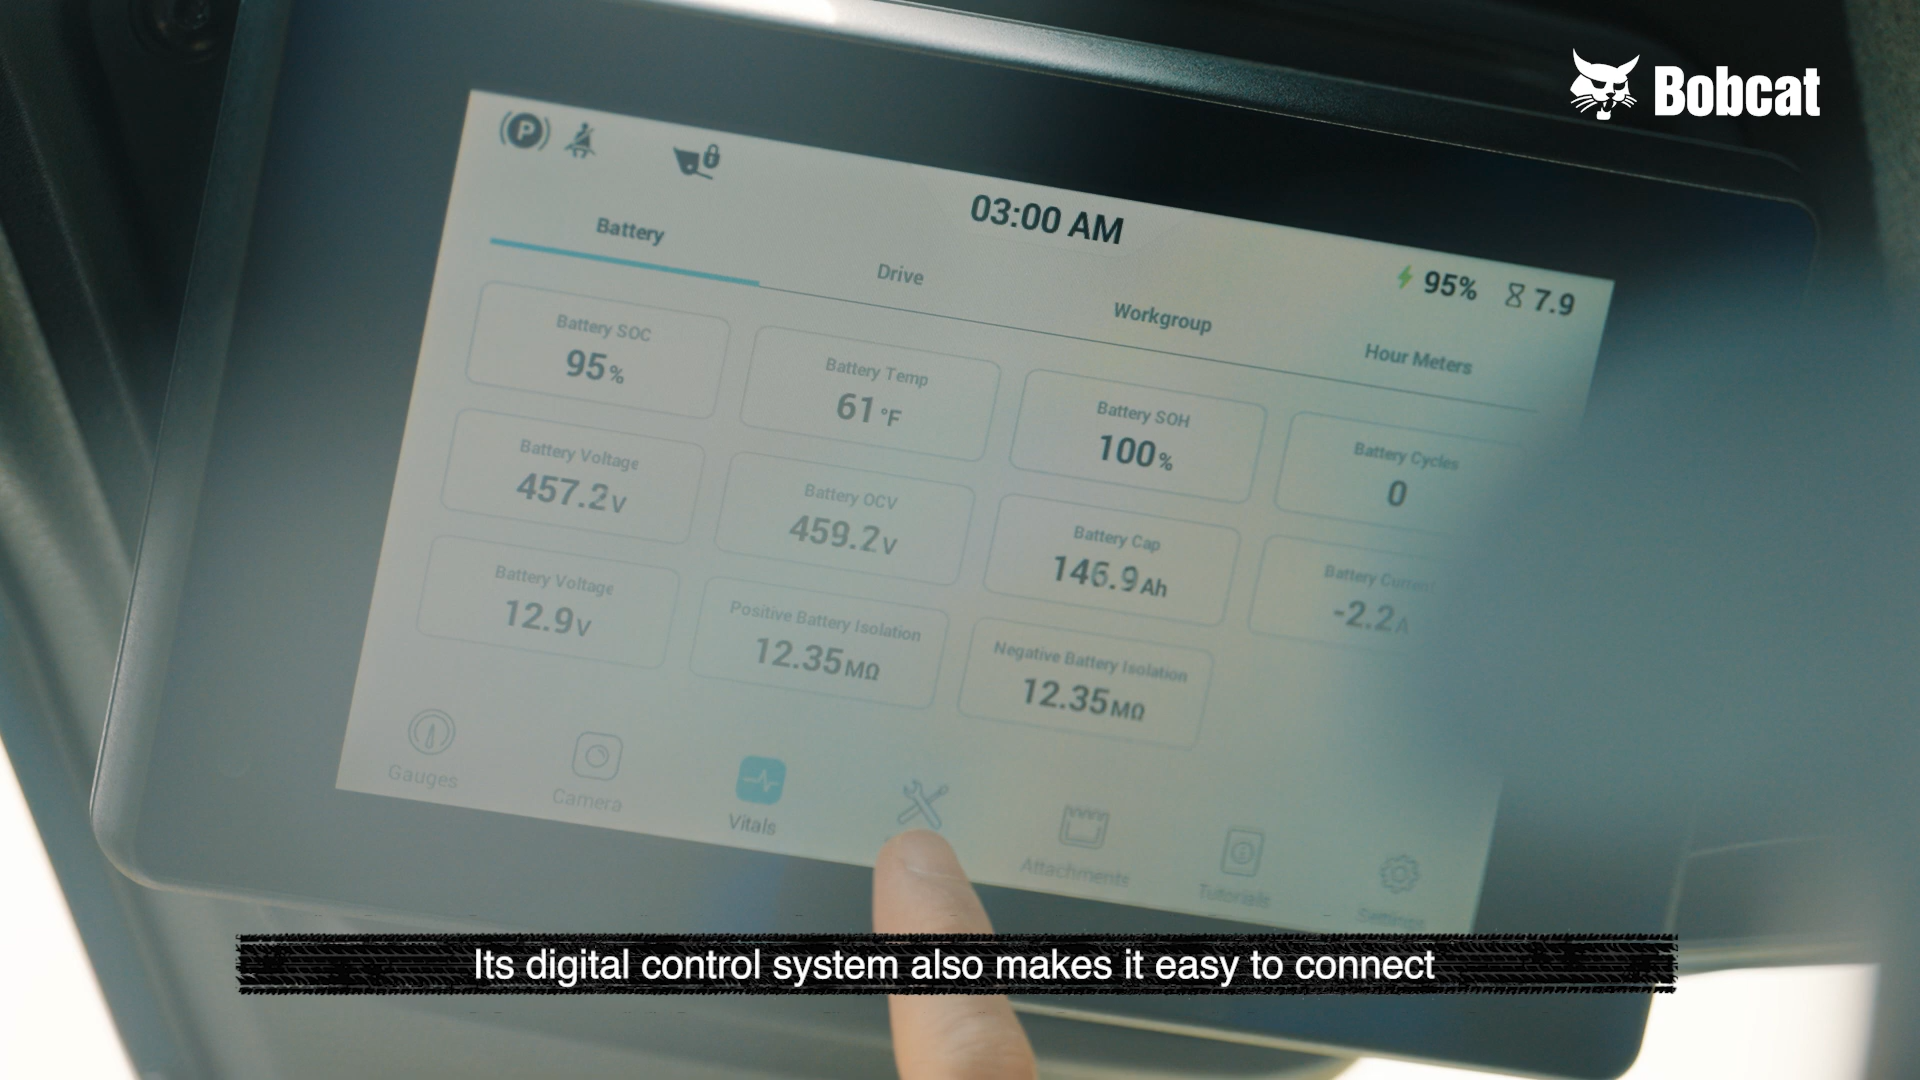 Bobcat
P
03:00 AM
95% 7.9
Battery Drive Workgroup Hour Meters
Battery SOC
95%
Battery Temp
61°F
Battery SOH
100%
Battery Cycles
0
Battery Voltage
457.2V
Battery OCV
459.2V
Battery Cap
146.9Ah
Battery Current
-2.2A
Battery Voltage
12.9V
Positive Battery Isolation
12.35MΩ
Negative Battery Isolation
12.35MΩ
Gauges
Camera
Vitals
Attachments
Tutorials
Settings
Its digital control system also makes it easy to connect